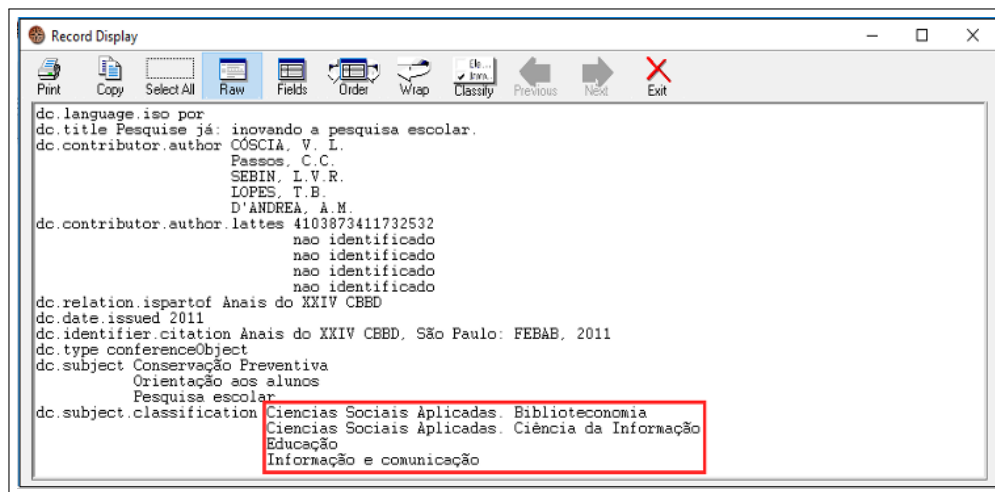 Record Display
Print Copy Select All Raw Fields Order Wrap Classify Previous Next Exit
dc.language.iso por
dc.title Pesquise já: inovando a pesquisa escolar.
dc.contributor.author CÓSCIA, V. L.
Passos, C.C.
SEBIN, L.V.R.
LOPES, T.B.
D'ANDREA, A.M.
dc.contributor.author.lattes 4103873411732532
nao identificado
nao identificado
nao identificado
nao identificado
dc.relation.ispartof Anais do XXIV CBBD
dc.date.issued 2011
dc.identifier.citation Anais do XXIV CBBD, São Paulo: FEBAB, 2011
dc.type conferenceObject
dc.subject Conservação Preventiva
Orientação aos alunos
Pesquisa escolar
dc.subject.classification Ciencias Sociais Aplicadas. Biblioteconomia
Ciencias Sociais Aplicadas. Ciência da Informação
Educação
Informação e comunicação